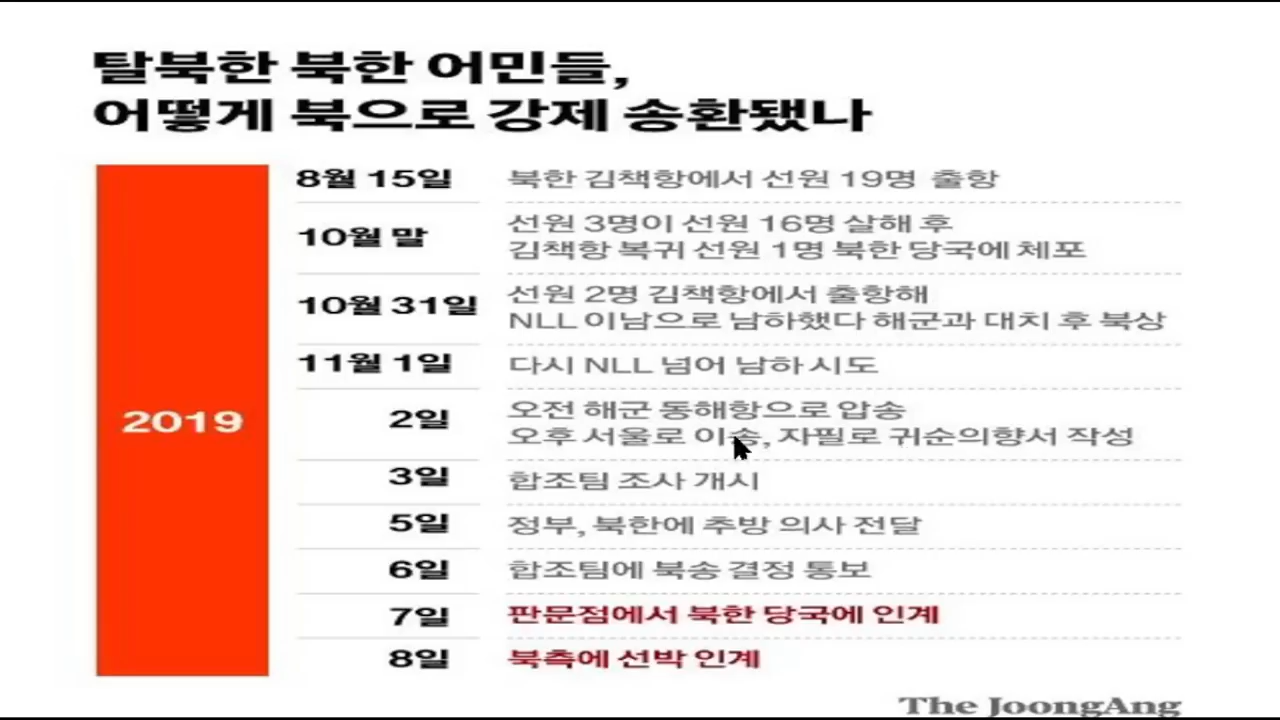 탈북한 북한 어민들,
어떻게 북으로 강제 송환됐나
2019
8월 15일 북한 김책항에서 선원 19명 출항
10월 말 선원 3명이 선원 16명 살해 후
김책항 복귀 선원 1명 북한 당국에 체포
10월 31일 선원 2명 김책항에서 출항해
NLL 이남으로 남하했다 해군과 대치 후 북상
11월 1일 다시 NLL 넘어 남하 시도
2일 오전 해군 동해항으로 압송
오후 서울로 이송, 자필로 귀순의향서 작성
3일 합조팀 조사 개시
5일 정부, 북한에 추방 의사 전달
6일 합조팀에 북송 결정 통보
7일 판문점에서 북한 당국에 인계
8일 북측에 선박 인계
The JoongAng